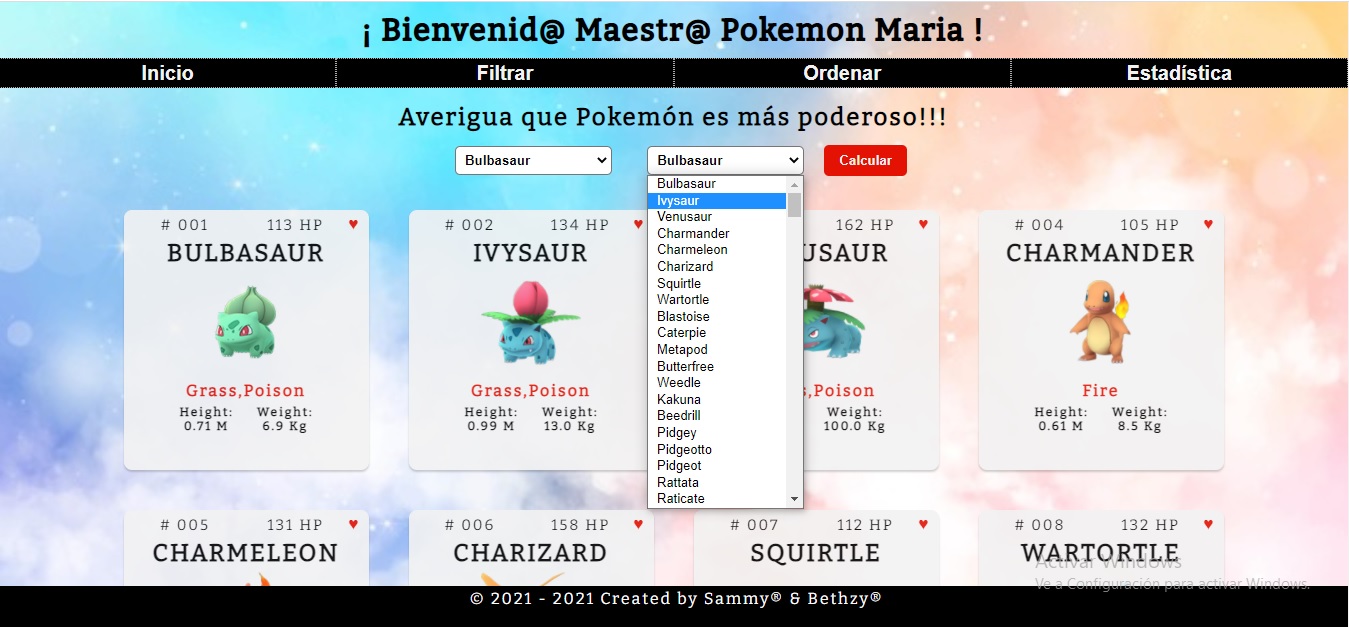 ¡ Bienvenid@ Maestr@ Pokemon Maria !
Inicio
Filtrar
Ordenar
Estadística
Averigua que Pokemón es más poderoso!!!
Bulbasaur
Bulbasaur
Calcular
Bulbasaur
Ivysaur
Venusaur
Charmander
Charmeleon
Charizard
Squirtle
Wartortle
Blastoise
Caterpie
Metapod
Butterfree
Weedle
Kakuna
Beedrill
Pidgey
Pidgeotto
Pidgeot
Rattata
Raticate
# 001 113 HP ♥
BULBASAUR
Grass,Poison
Height: Weight:
0.71 M 6.9 Kg
# 002 134 HP ♥
IVYSAUR
Grass,Poison
Height: Weight:
0.99 M 13.0 Kg
162 HP ♥
USAUR
s,Poison
Weight:
100.0 Kg
# 004 105 HP ♥
CHARMANDER
Fire
Height: Weight:
0.61 M 8.5 Kg
# 005 131 HP ♥
CHARMELEON
# 006 158 HP ♥
CHARIZARD
# 007 112 HP ♥
SQUIRTLE
# 008 132 HP ♥
WARTORTLE
Activar Windows
Ve a Configuración para activar Windows.
© 2021 - 2021 Created by Sammy® & Bethzy®